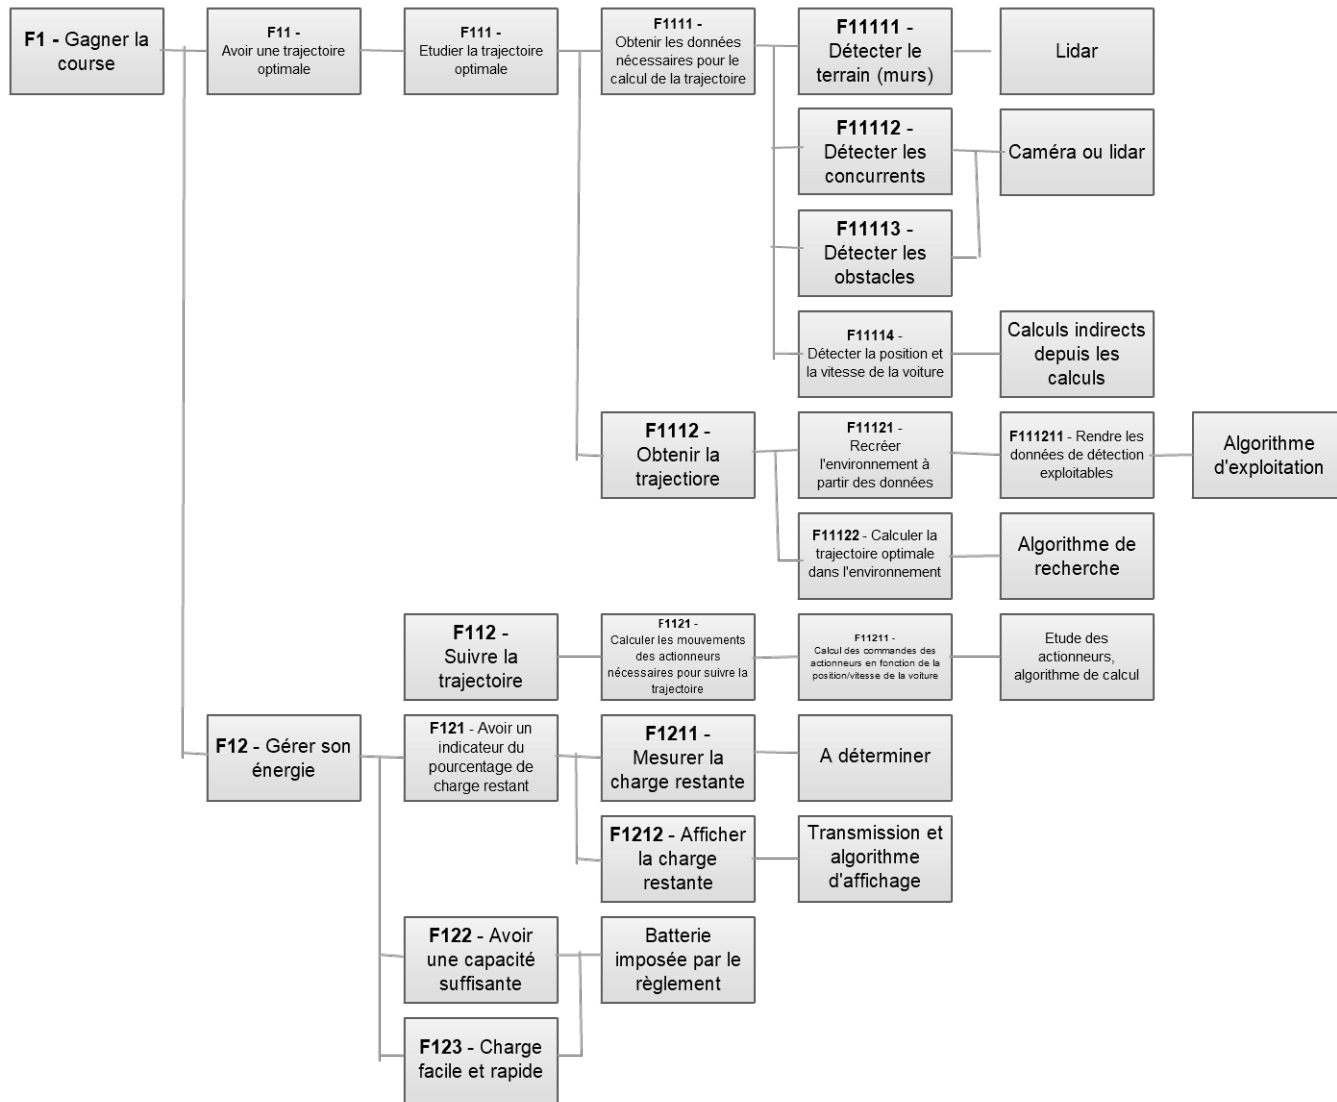 F1 - Gagner la
course
F11 -
Avoir une trajectoire
optimale
F111 -
Etudier la trajectoire
optimale
F1111 -
Obtenir les données
nécessaires pour le
calcul de la trajectoire
F11111 -
Détecter le
terrain (murs)
Lidar
F11112 -
Détecter les
concurrents
Caméra ou lidar
F11113 -
Détecter les
obstacles
F11114 -
Détecter la position et
la vitesse de la voiture
Calculs indirects
depuis les
calculs
F1112 -
Obtenir la
trajectiore
F11121 -
Recréer
l'environnement à
partir des données
F111211 - Rendre les
données de détection
exploitables
Algorithme
d'exploitation
F11122 - Calculer la
trajectoire optimale
dans l'environnement
Algorithme de
recherche
F112 -
Suivre la
trajectoire
F1121 -
Calculer les mouvements
des actionneurs
nécessaires pour suivre la
trajectoire
F11211 -
Calcul des commandes des
actionneurs en fonction de la
position/vitesse de la voiture
Etude des
actionneurs,
algorithme de calcul
F12 - Gérer son
énergie
F121 - Avoir un
indicateur du
pourcentage de
charge restant
F1211 -
Mesurer la
charge restante
A déterminer
F1212 - Afficher
la charge
restante
Transmission et
algorithme
d'affichage
F122 - Avoir
une capacité
suffisante
Batterie
imposée par le
règlement
F123 - Charge
facile et rapide